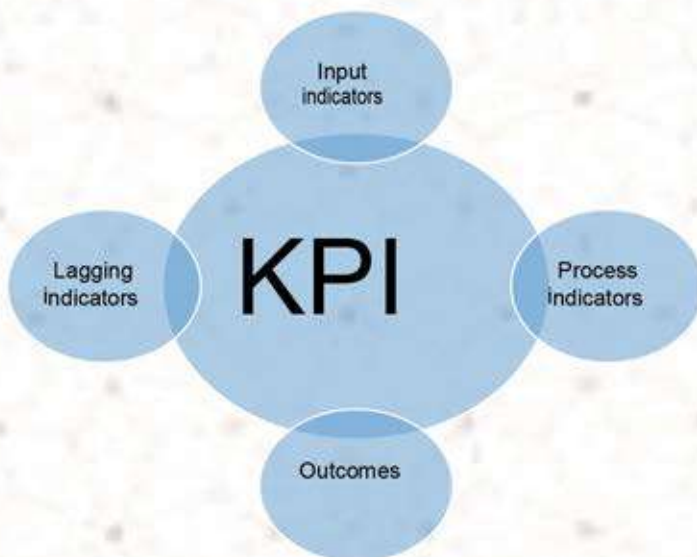 Input
indicators
KPI
Lagging
indicators
Process
indicators
Outcomes